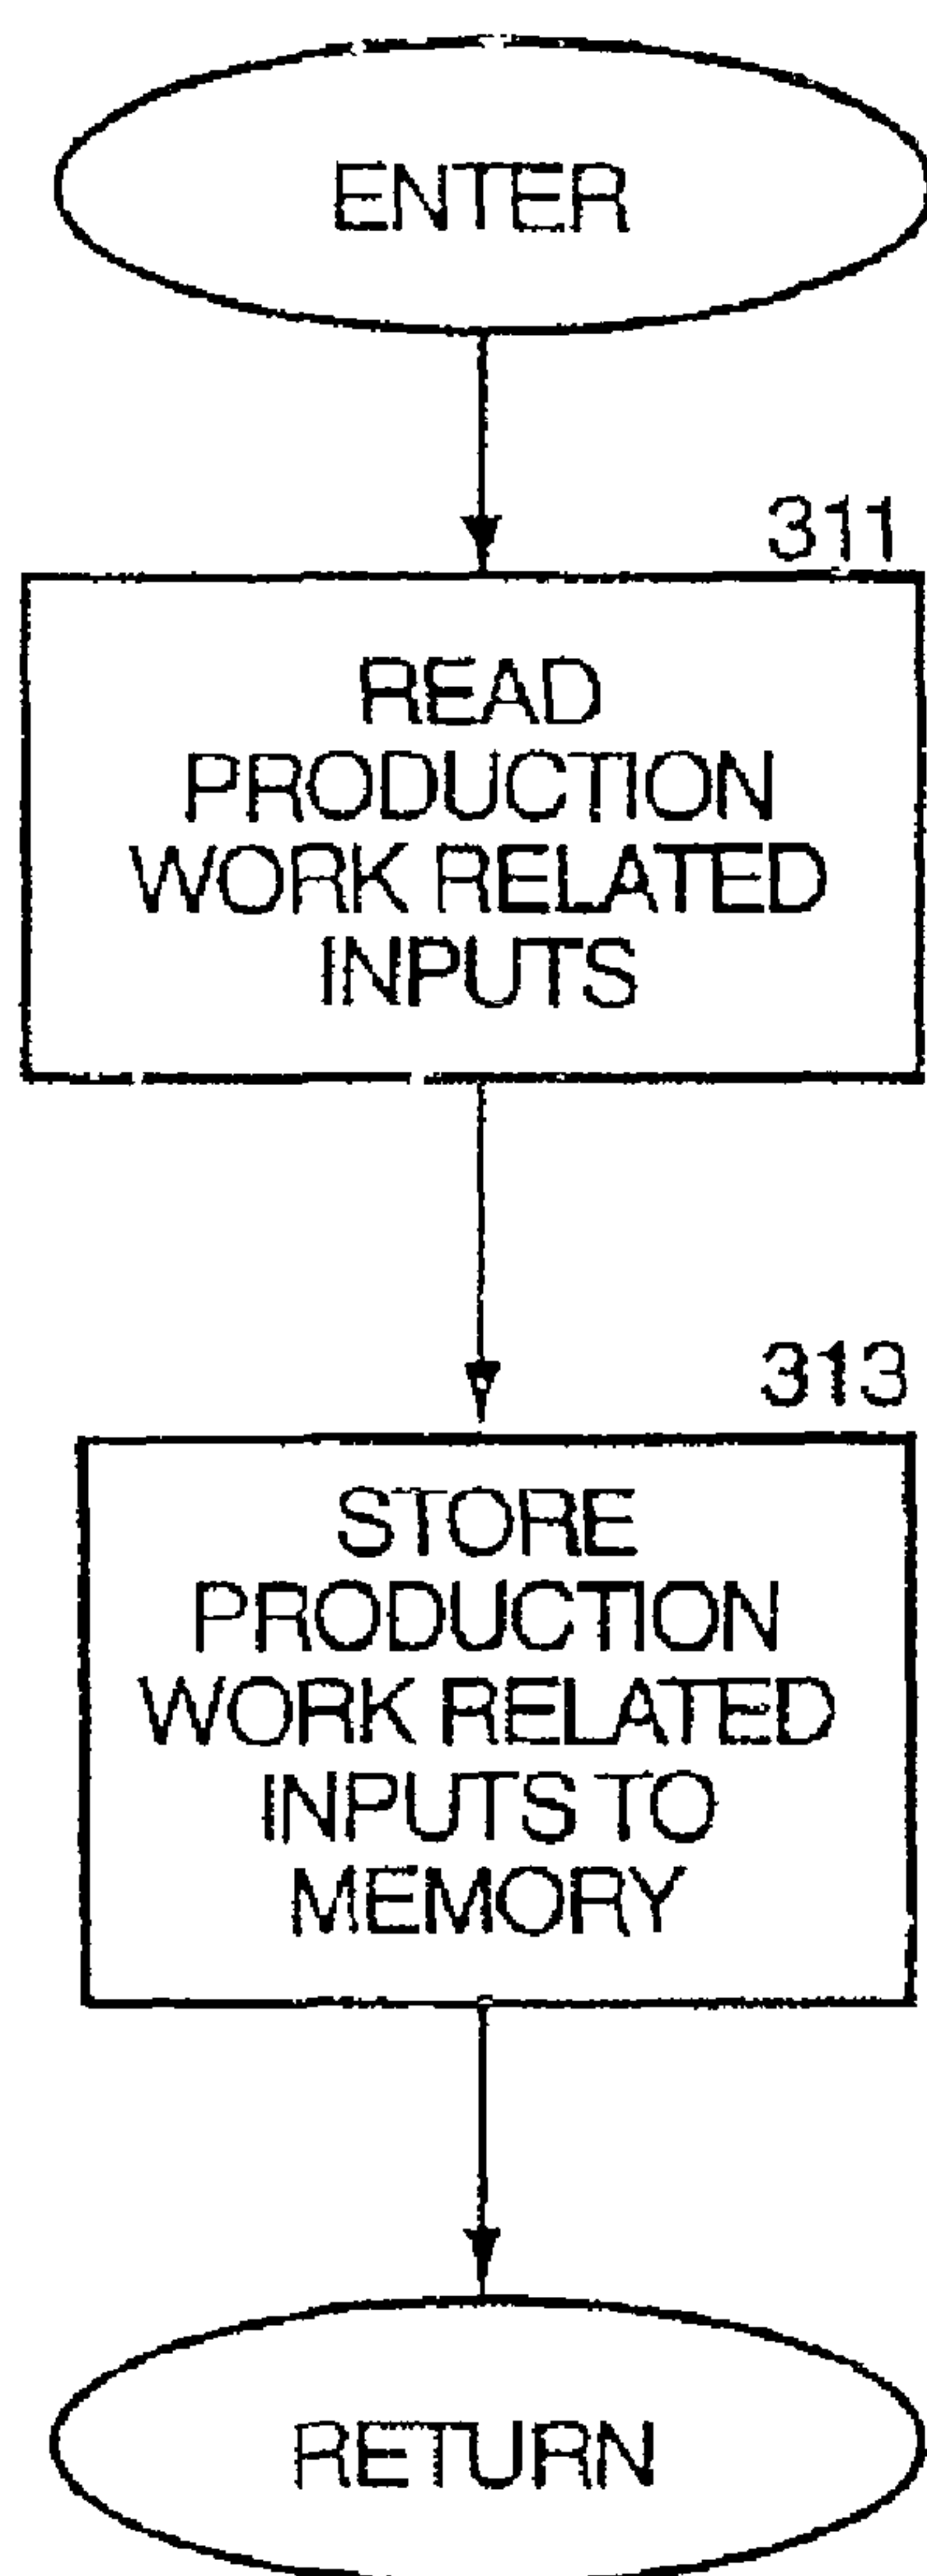 ENTER
311
READ
PRODUCTION
WORK RELATED
INPUTS
313
STORE
PRODUCTION
WORK RELATED
INPUTS TO
MEMORY
RETURN